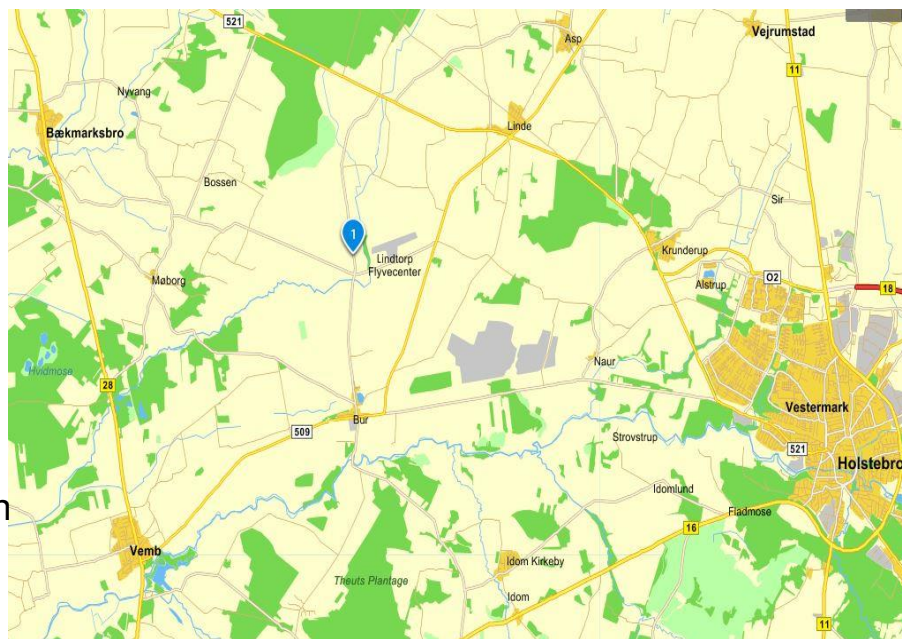 521
Asp
Vejrumstad
11
Nyvang
Bækmarksbro
Linde
Bossen
Sir
1
Krunderup
Lindtorp
Flyvecenter
Møborg
Alstrup
O2
18
Hvidmose
28
Naur
Vestermark
Bur
509
Strovstrup
521
Holstebro
Idomlund
Fladmose
16
Vemb
Idom Kirkeby
Theuts Plantage
Idom
11